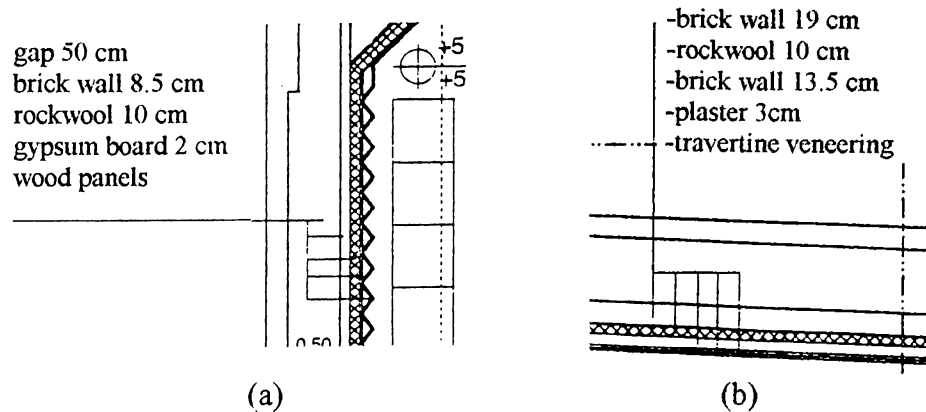 gap 50 cm
brick wall 8.5 cm
rockwool 10 cm
gypsum board 2 cm
wood panels
+5
+5
0.50
(a)
-brick wall 19 cm
-rockwool 10 cm
-brick wall 13.5 cm
-plaster 3cm
-travertine veneering
(b)